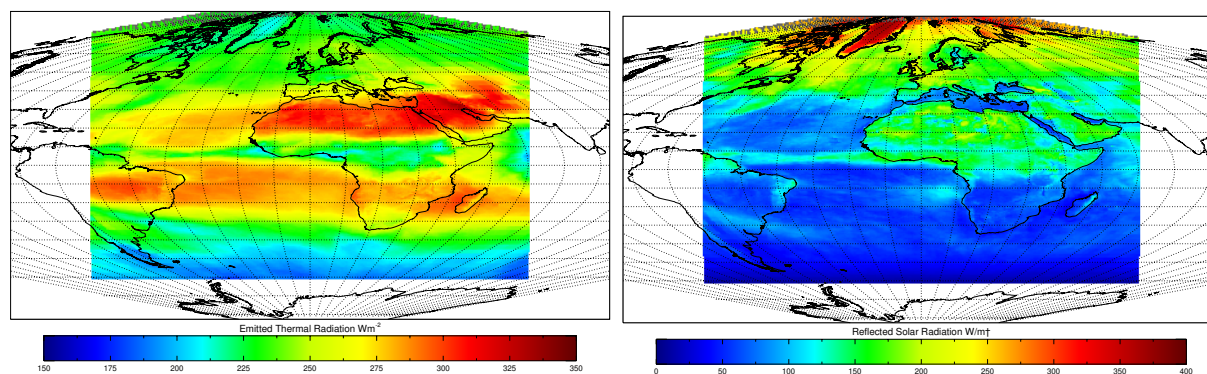 Emitted Thermal Radiation Wm-2
150 175 200 225 250 275 300 325 350
Reflected Solar Radiation W/m†
0 50 100 150 200 250 300 350 400